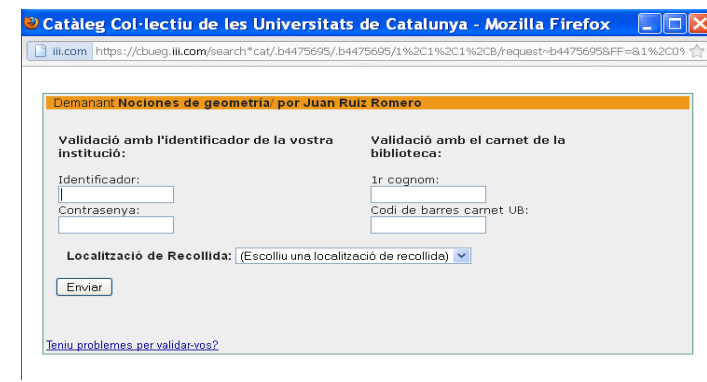 Catàleg Col·lectiu de les Universitats de Catalunya - Mozilla Firefox
iii.com https://cbueg.iii.com/search*cat/.b4475695/.b4475695/1%2C1%2C1%2CB/request~b4475695&FF=&1%2C0
Demanant Nociones de geometría/ por Juan Ruiz Romero
Validació amb l'identificador de la vostra institució:
Identificador:
Contrasenya:
Validació amb el carnet de la biblioteca:
1r cognom:
Codi de barres carnet UB:
Localització de Recollida: (Escolliu una localització de recollida)
Enviar
Teniu problemes per validar-vos?